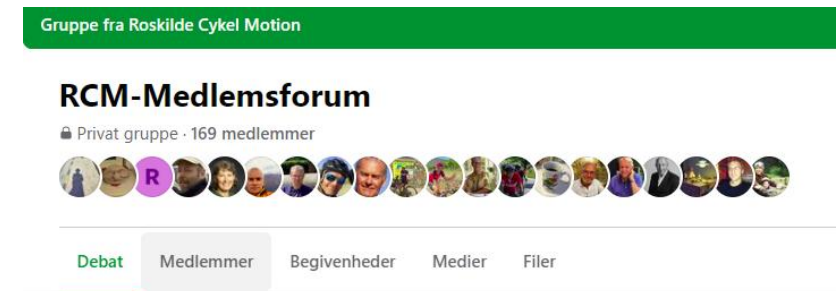 Gruppe fra Roskilde Cykel Motion
RCM-Medlemsforum
Privat gruppe · 169 medlemmer
R
Debat Medlemmer Begivenheder Medier Filer